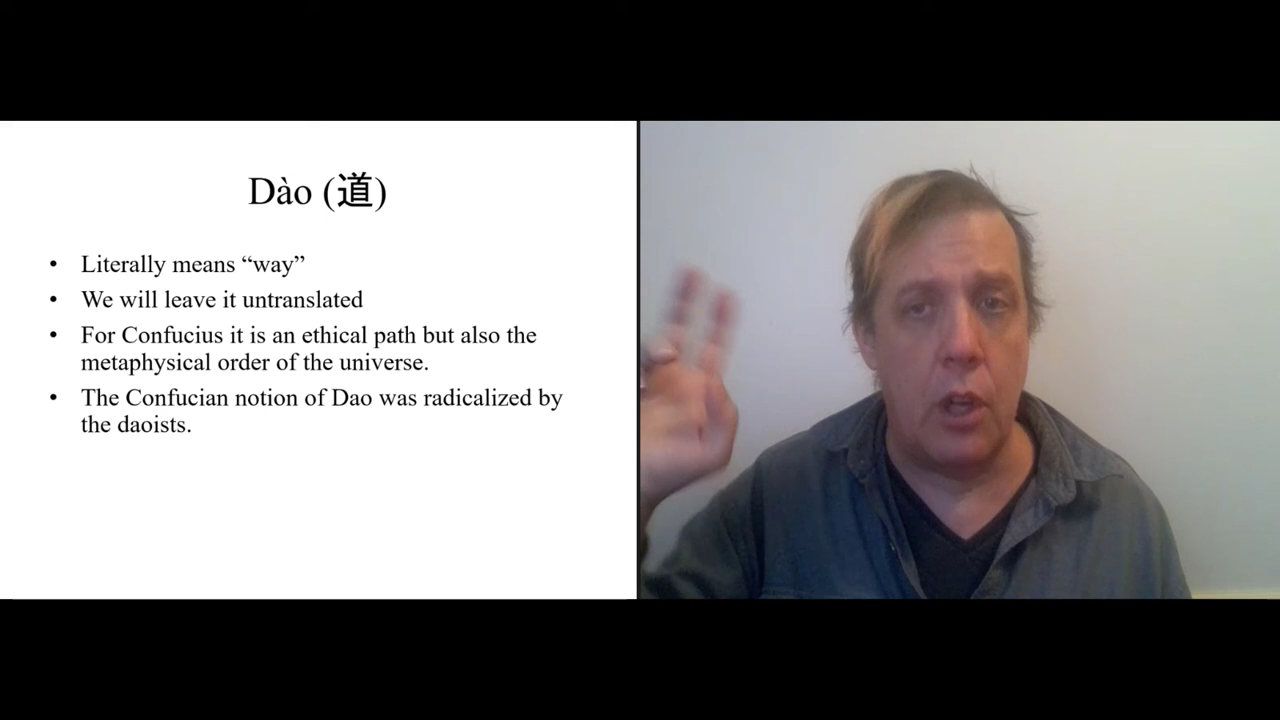 Dào (道)
• Literally means “way”
• We will leave it untranslated
• For Confucius it is an ethical path but also the
metaphysical order of the universe.
• The Confucian notion of Dao was radicalized by
the daoists.